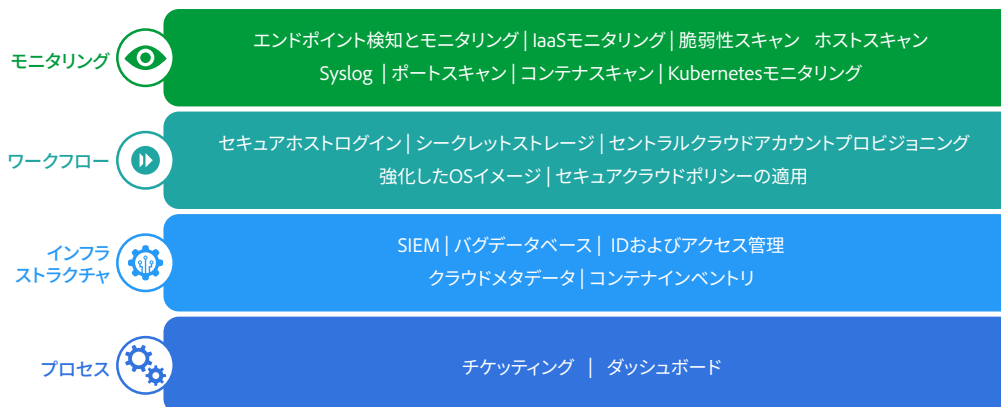 モニタリング
エンドポイント検知とモニタリング | IaaSモニタリング | 脆弱性スキャン ホストスキャン
Syslog | ポートスキャン | コンテナスキャン | Kubernetesモニタリング
ワークフロー
セキュアホストログイン | シークレットストレージ | セントラルクラウドアカウントプロビジョニング
強化したOSイメージ | セキュアクラウドポリシーの適用
インフラ
ストラクチャ
SIEM | バグデータベース | IDおよびアクセス管理
クラウドメタデータ | コンテナインベントリ
プロセス
チケッティング | ダッシュボード